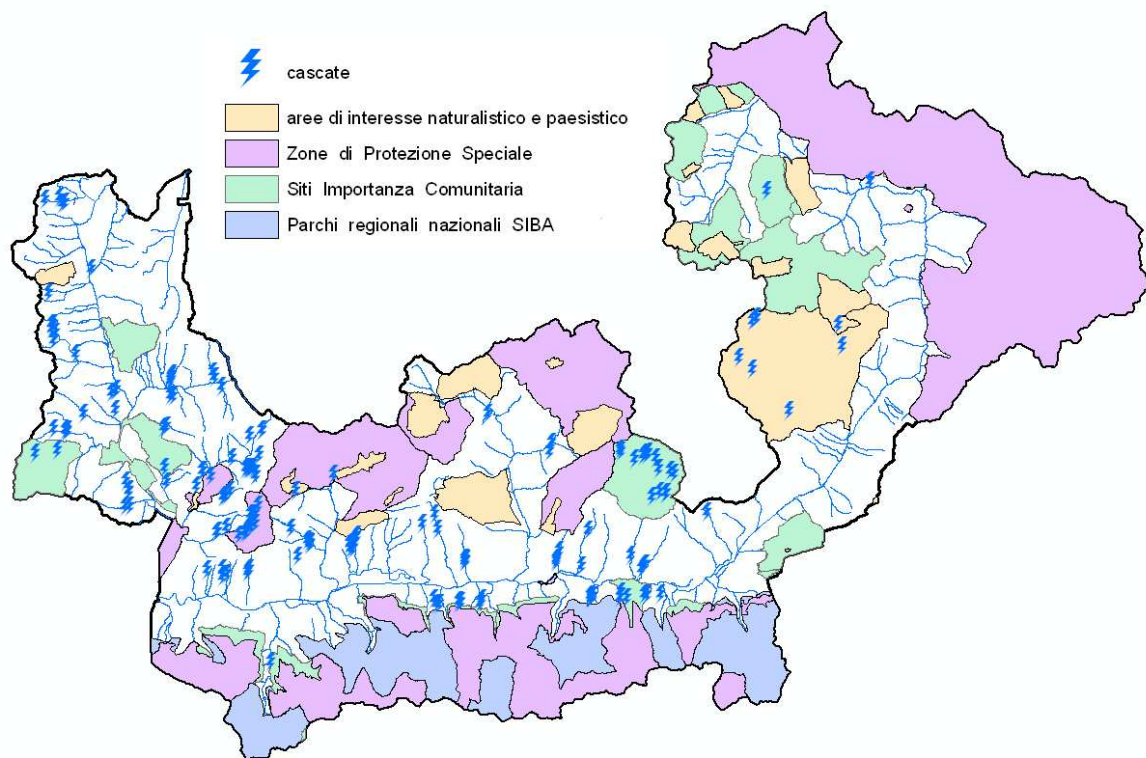 cascate
aree di interesse naturalistico e paesistico
Zone di Protezione Speciale
Siti Importanza Comunitaria
Parchi regionali nazionali SIBA